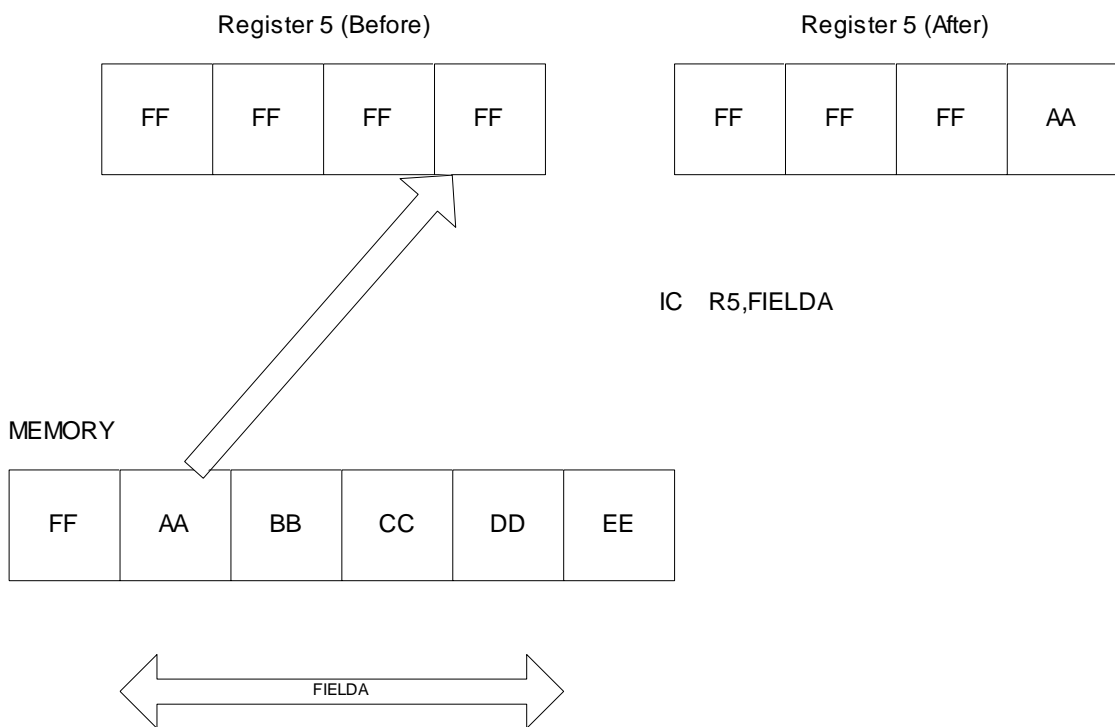 Register 5 (Before)
Register 5 (After)
FF FF FF FF
FF FF FF AA
IC R5,FIELDA
MEMORY
FF AA BB CC DD EE
FIELDA